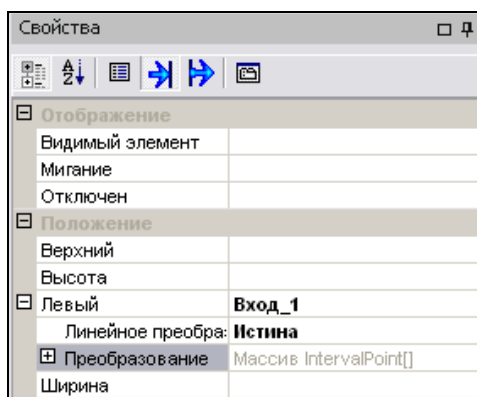 Свойства
Отображение
Видимый элемент
Мигание
Отключен
Положение
Верхний
Высота
Левый Вход_1
Линейное преобра: Истина
Преобразование Массив IntervalPoint[]
Ширина